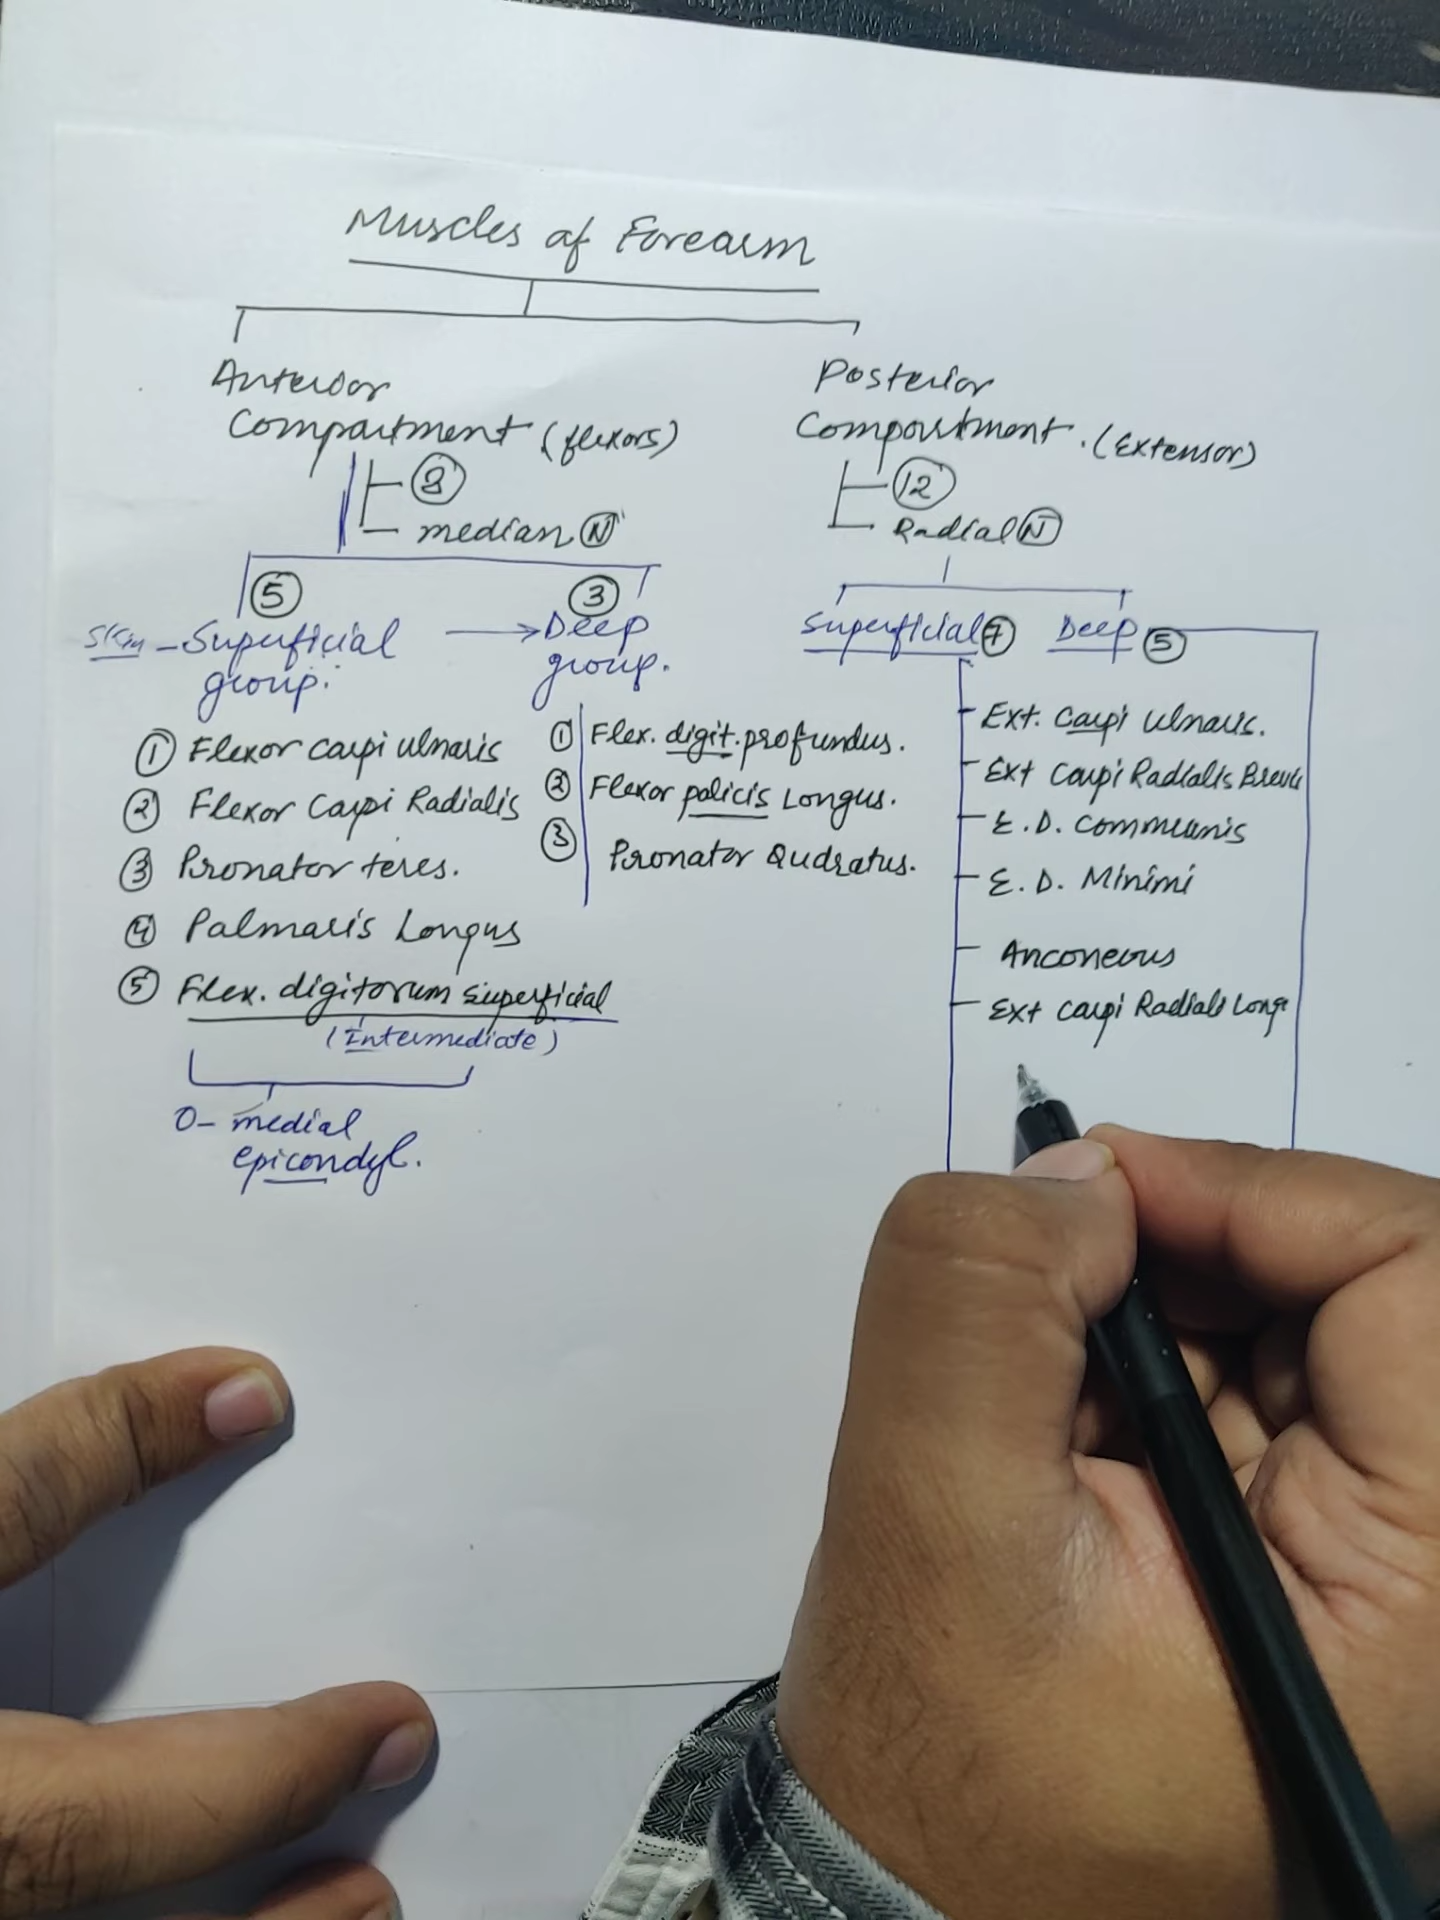 Muscles of Forearm
Anterior
Compartment (flexors)
8
median N
5
Skin - Superficial
group.
3
Deep
group.
1 Flexor carpi ulnaris
2 Flexor Carpi Radialis
3 Pronator teres.
4 Palmaris Longus
5 Flex. digitorum superficial
(Intermediate)
O- medial
epicondyl.
1 Flex. digit. profundus.
2 Flexor policis Longus.
3 Pronator Qudratus.
Posterior
Compartment. (Extensor)
12
Radial N
Superficial 7
Deep 5
Ext. Carpi Ulnaris.
Ext Carpi Radialis Brevis
E.D. Communis
E.D. Minimi
Anconeous
Ext Carpi Radials Long